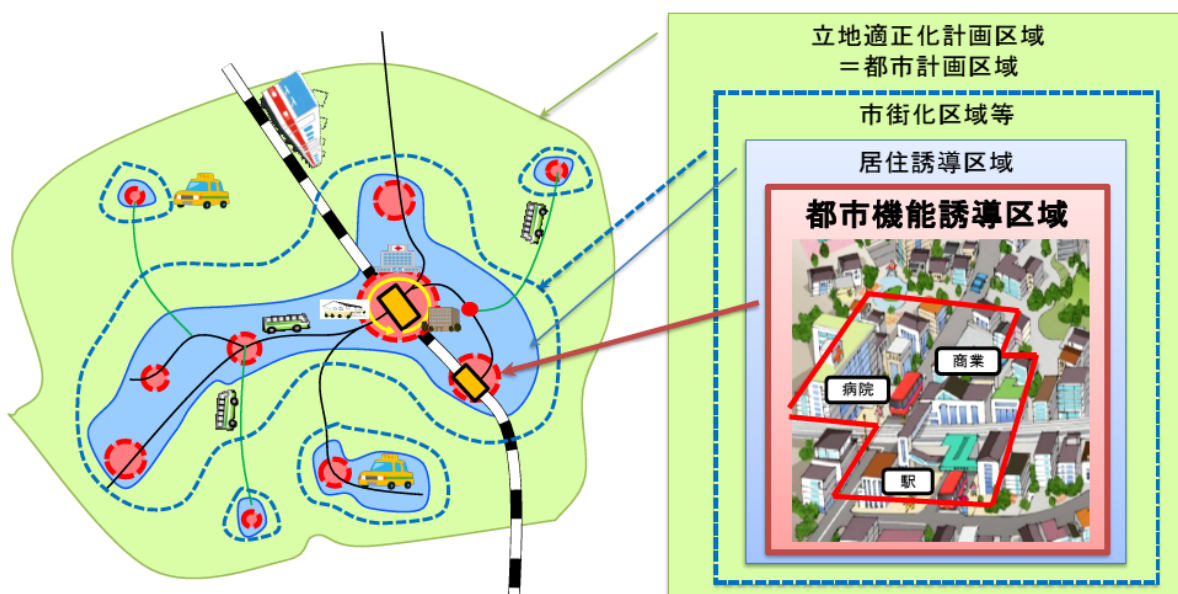 立地適正化計画区域
＝都市計画区域
市街化区域等
居住誘導区域
都市機能誘導区域
商業
病院
駅